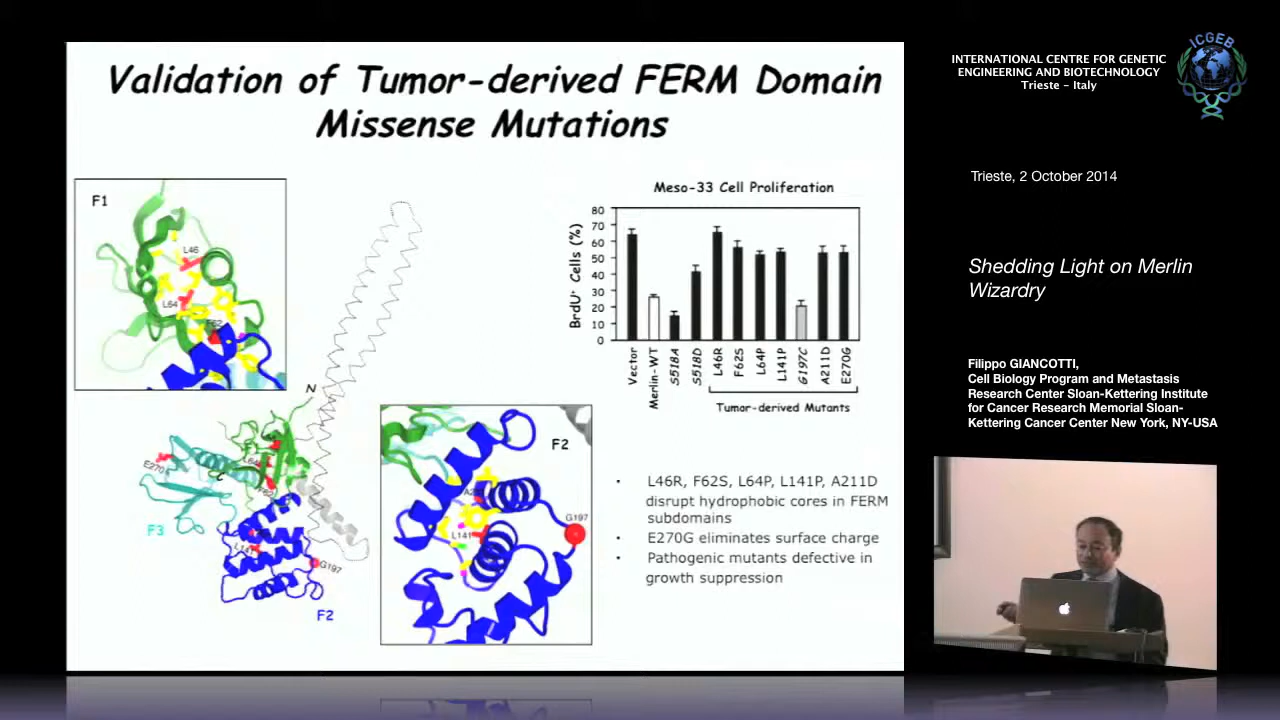 Validation of Tumor-derived FERM Domain
Missense Mutations
F1
L46
L64
F62
N
E270
L64
F62
C
F3
L141
G197
F2
F2
L141
G197
Meso-33 Cell Proliferation
BrdU⁺ Cells (%)
80
70
60
50
40
30
20
10
0
Vector
Merlin-WT
S518A
S518D
L46R
F62S
L64P
L141P
G197C
A211D
E270G
Tumor-derived Mutants
• L46R, F62S, L64P, L141P, A211D
disrupt hydrophobic cores in FERM
subdomains
• E270G eliminates surface charge
• Pathogenic mutants defective in
growth suppression
INTERNATIONAL CENTRE FOR GENETIC
ENGINEERING AND BIOTECHNOLOGY
Trieste - Italy
ICGEB
Trieste, 2 October 2014
Shedding Light on Merlin
Wizardry
Filippo GIANCOTTI,
Cell Biology Program and Metastasis
Research Center Sloan-Kettering Institute
for Cancer Research Memorial Sloan-
Kettering Cancer Center New York, NY-USA